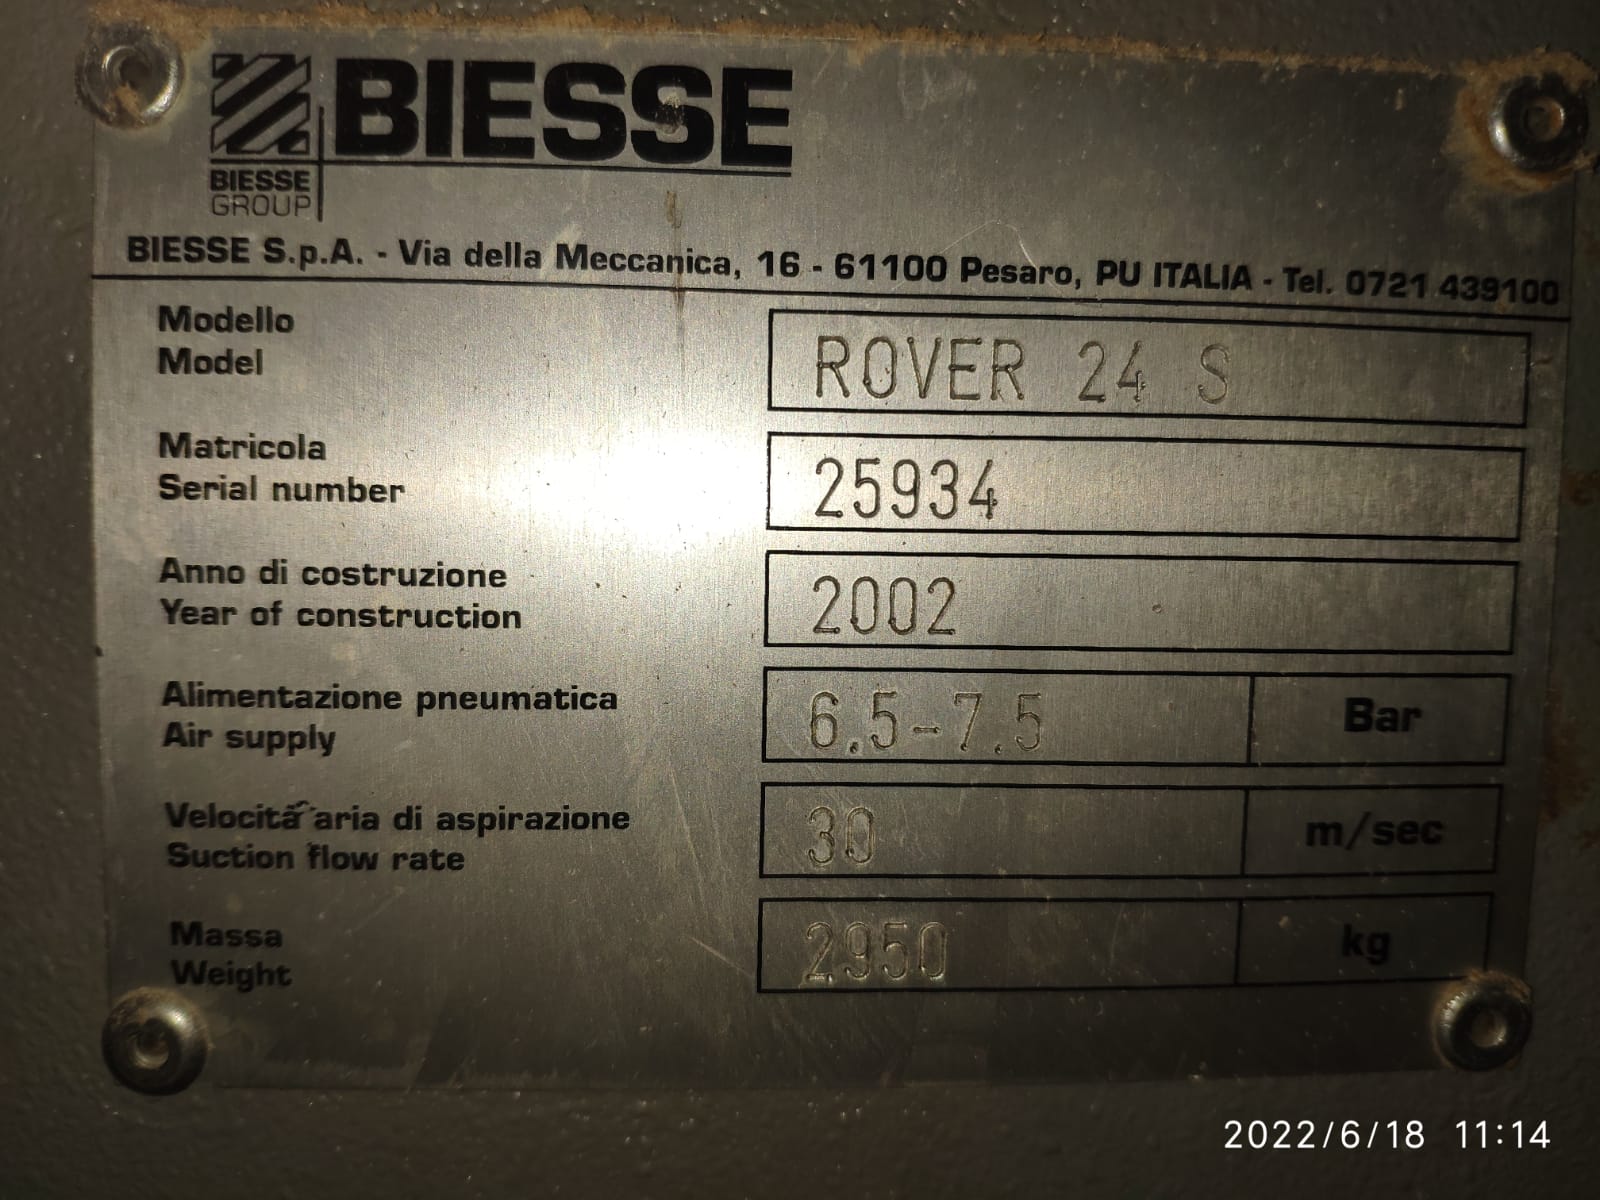 BIESSE
BIESSE
GROUP
BIESSE S.p.A. - Via della Meccanica, 16 - 61100 Pesaro, PU ITALIA - Tel. 0721 439100
Modello
Model
ROVER 24 S
Matricola
Serial number
25934
Anno di costruzione
Year of construction
2002
Alimentazione pneumatica
Air supply
6.5-7.5 Bar
Velocità aria di aspirazione
Suction flow rate
30 m/sec
Massa
Weight
2950 kg
2022/6/18 11:14